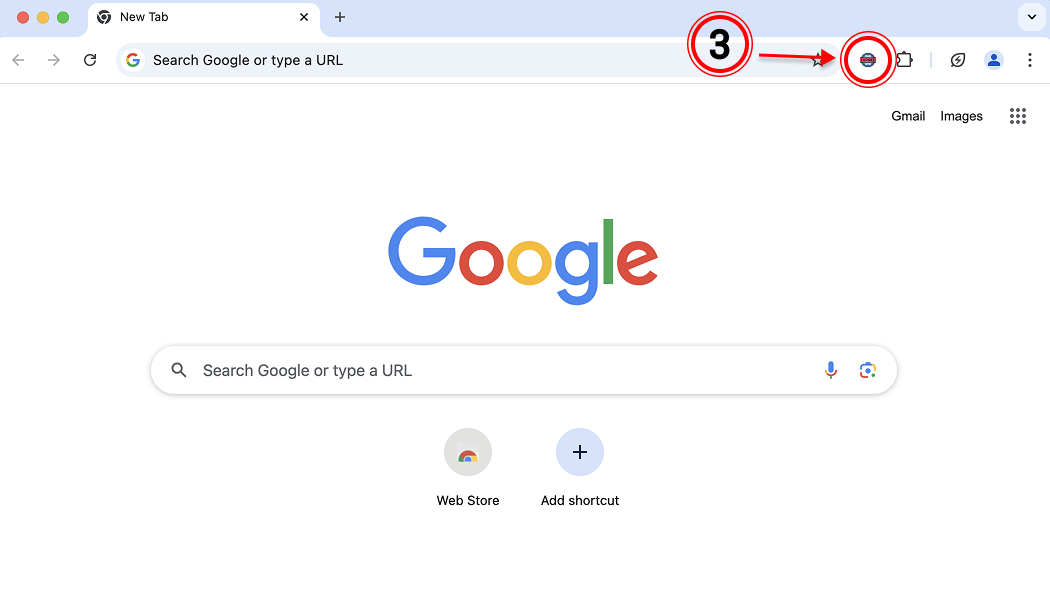 New Tab
3
Search Google or type a URL
Gmail Images
Google
Search Google or type a URL
Web Store Add shortcut